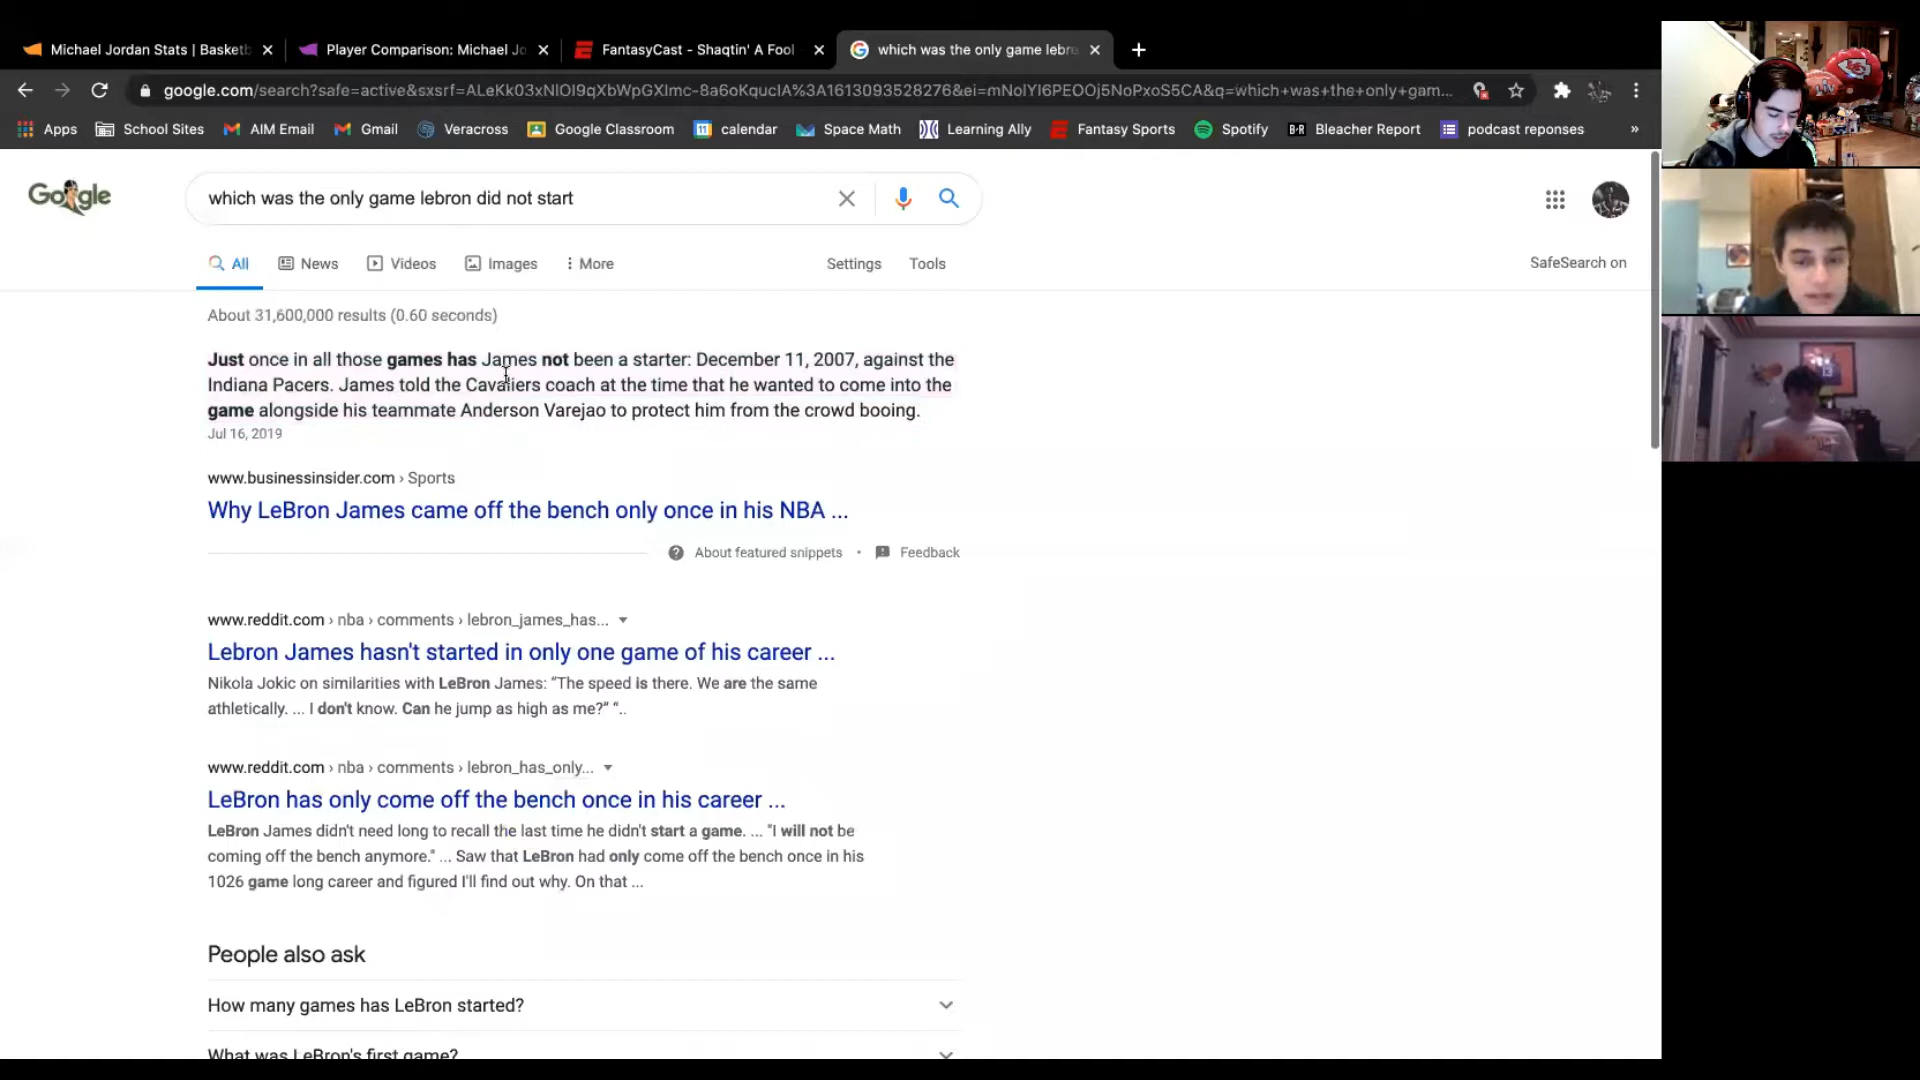 Michael Jordan Stats | Basketb
Player Comparison: Michael Jo
FantasyCast - Shaqtin' A Fool
which was the only game lebr
google.com/search?safe=active&sxsrf=ALeKk03xNlOl9qXbWpGXlmc-8a6oKquclA%3A1613093528276&ei=mNolYI6PEOOj5NoPxoS5CA&q=which+was+the+only+gam...
Apps
School Sites
AIM Email
Gmail
Veracross
Google Classroom
calendar
Space Math
Learning Ally
Fantasy Sports
Spotify
B·R Bleacher Report
podcast reponses
»
Google
which was the only game lebron did not start
All
News
Videos
Images
More
Settings
Tools
SafeSearch on
About 31,600,000 results (0.60 seconds)
Just once in all those games has James not been a starter: December 11, 2007, against the
Indiana Pacers. James told the Cavaliers coach at the time that he wanted to come into the
game alongside his teammate Anderson Varejao to protect him from the crowd booing.
Jul 16, 2019
www.businessinsider.com › Sports
Why LeBron James came off the bench only once in his NBA ...
About featured snippets • Feedback
www.reddit.com › nba › comments › lebron_james_has...
Lebron James hasn't started in only one game of his career ...
Nikola Jokic on similarities with LeBron James: “The speed is there. We are the same
athletically. ... I don't know. Can he jump as high as me?” “..
www.reddit.com › nba › comments › lebron_has_only...
LeBron has only come off the bench once in his career ...
LeBron James didn't need long to recall the last time he didn't start a game. ... "I will not be
coming off the bench anymore." ... Saw that LeBron had only come off the bench once in his
1026 game long career and figured I'll find out why. On that ...
People also ask
How many games has LeBron started?
What was LeBron's first game?